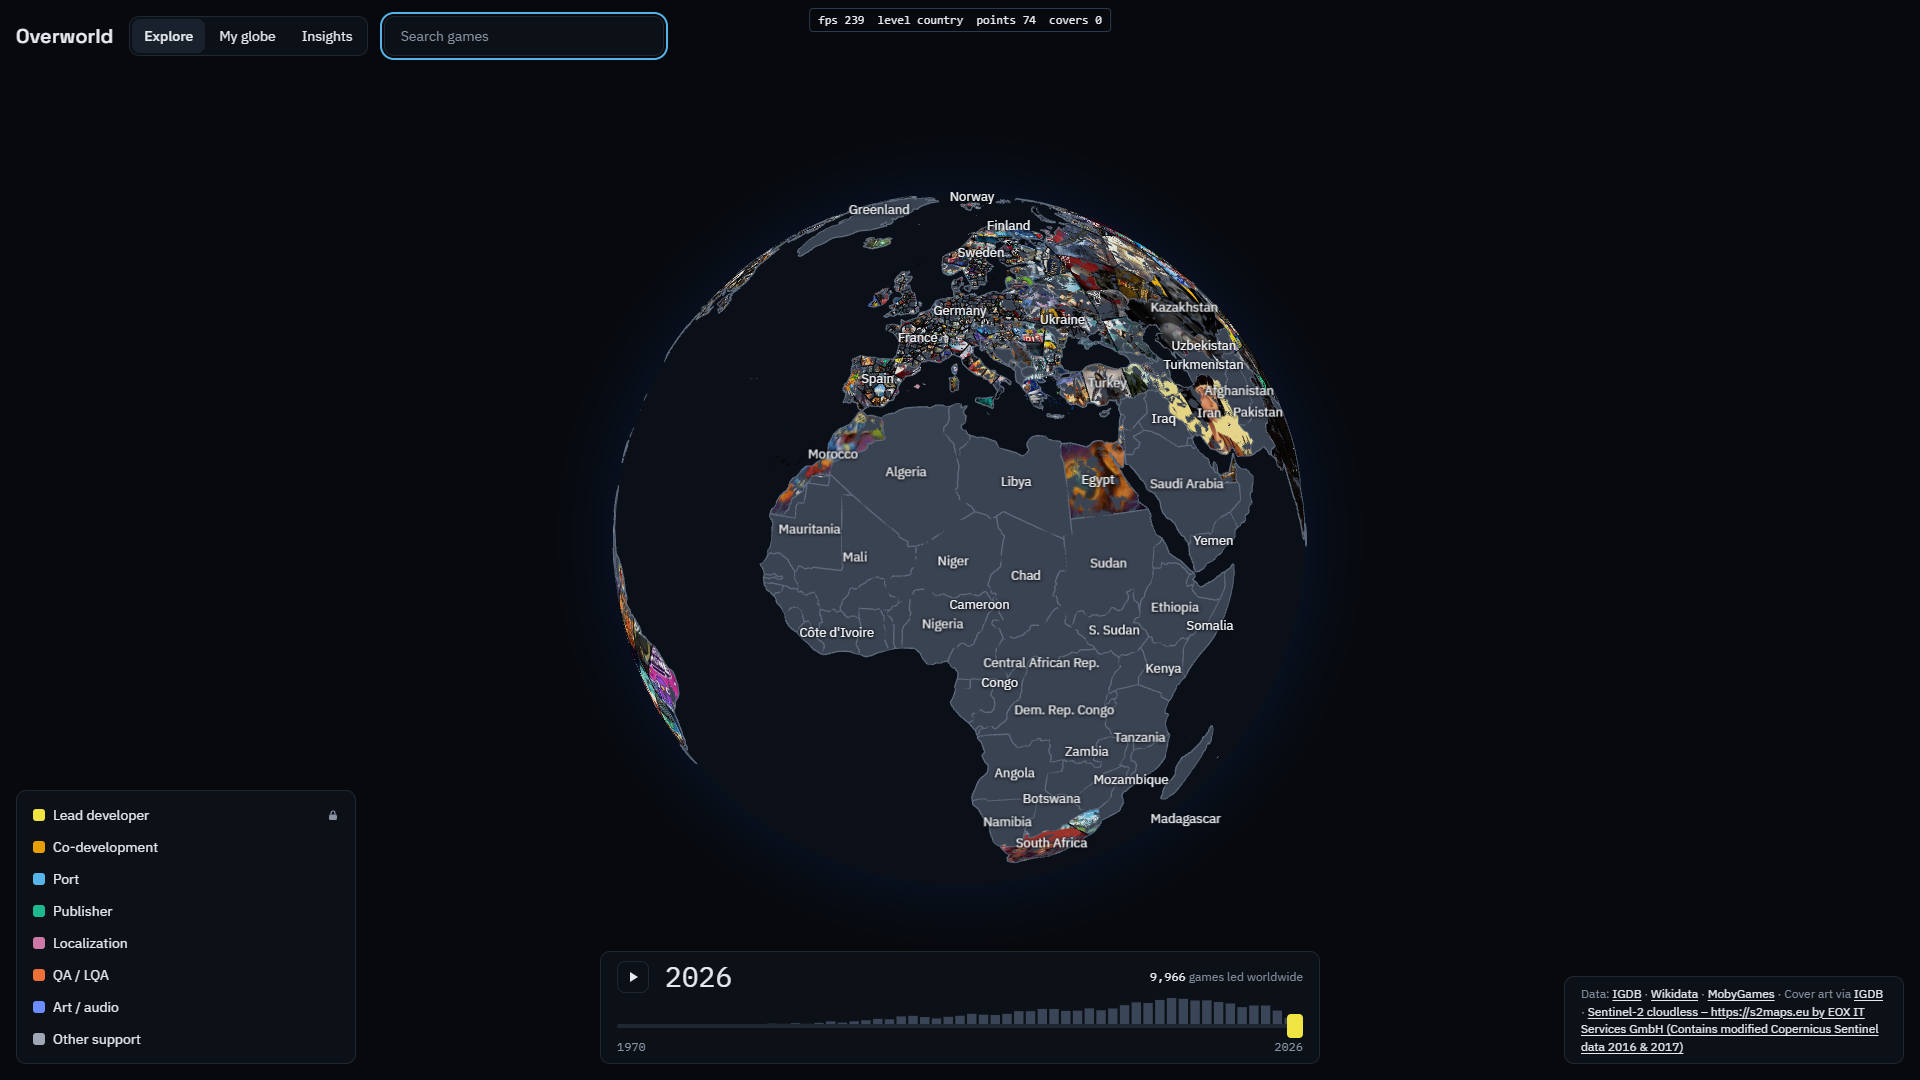 Overworld
Explore
My globe
Insights
Search games
fps 239 level country points 74 covers 0
Norway
Greenland
Finland
Sweden
Kazakhstan
Germany
Ukraine
France
Uzbekistan
Turkmenistan
Spain
Turkey
Afghanistan
Iraq
Iran
Pakistan
Morocco
Algeria
Libya
Egypt
Saudi Arabia
Mauritania
Yemen
Mali
Niger
Sudan
Chad
Cameroon
Ethiopia
Nigeria
Somalia
Côte d'Ivoire
S. Sudan
Central African Rep.
Kenya
Congo
Dem. Rep. Congo
Tanzania
Zambia
Angola
Mozambique
Botswana
Namibia
Madagascar
South Africa
Lead developer
Co-development
Port
Publisher
Localization
QA / LQA
Art / audio
Other support
2026
9,966 games led worldwide
1970
2026
Data: IGDB · Wikidata · MobyGames · Cover art via IGDB
· Sentinel-2 cloudless – https://s2maps.eu by EOX IT
Services GmbH (Contains modified Copernicus Sentinel
data 2016 & 2017)